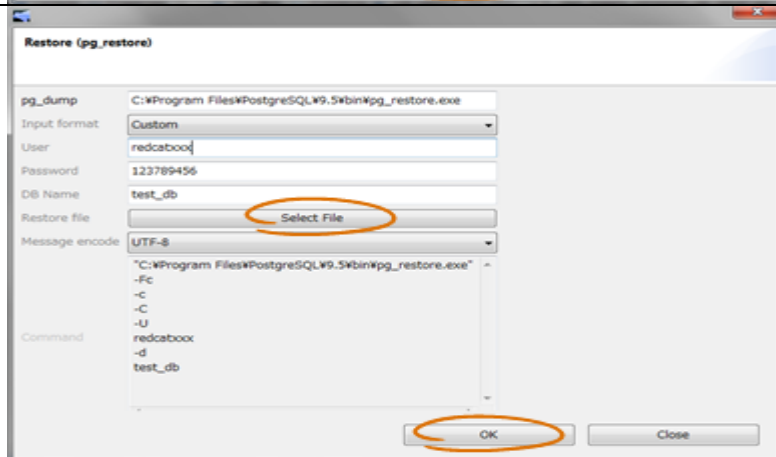 Restore (pg_restore)
pg_dump C:¥Program Files¥PostgreSQL¥9.5¥bin¥pg_restore.exe
Input format Custom
User redcatxxx
Password 123789456
DB Name test_db
Restore file Select File
Message encode UTF-8
Command "C:¥Program Files¥PostgreSQL¥9.5¥bin¥pg_restore.exe"
-Fc
-c
-C
-U
redcatxxx
-d
test_db
OK Close